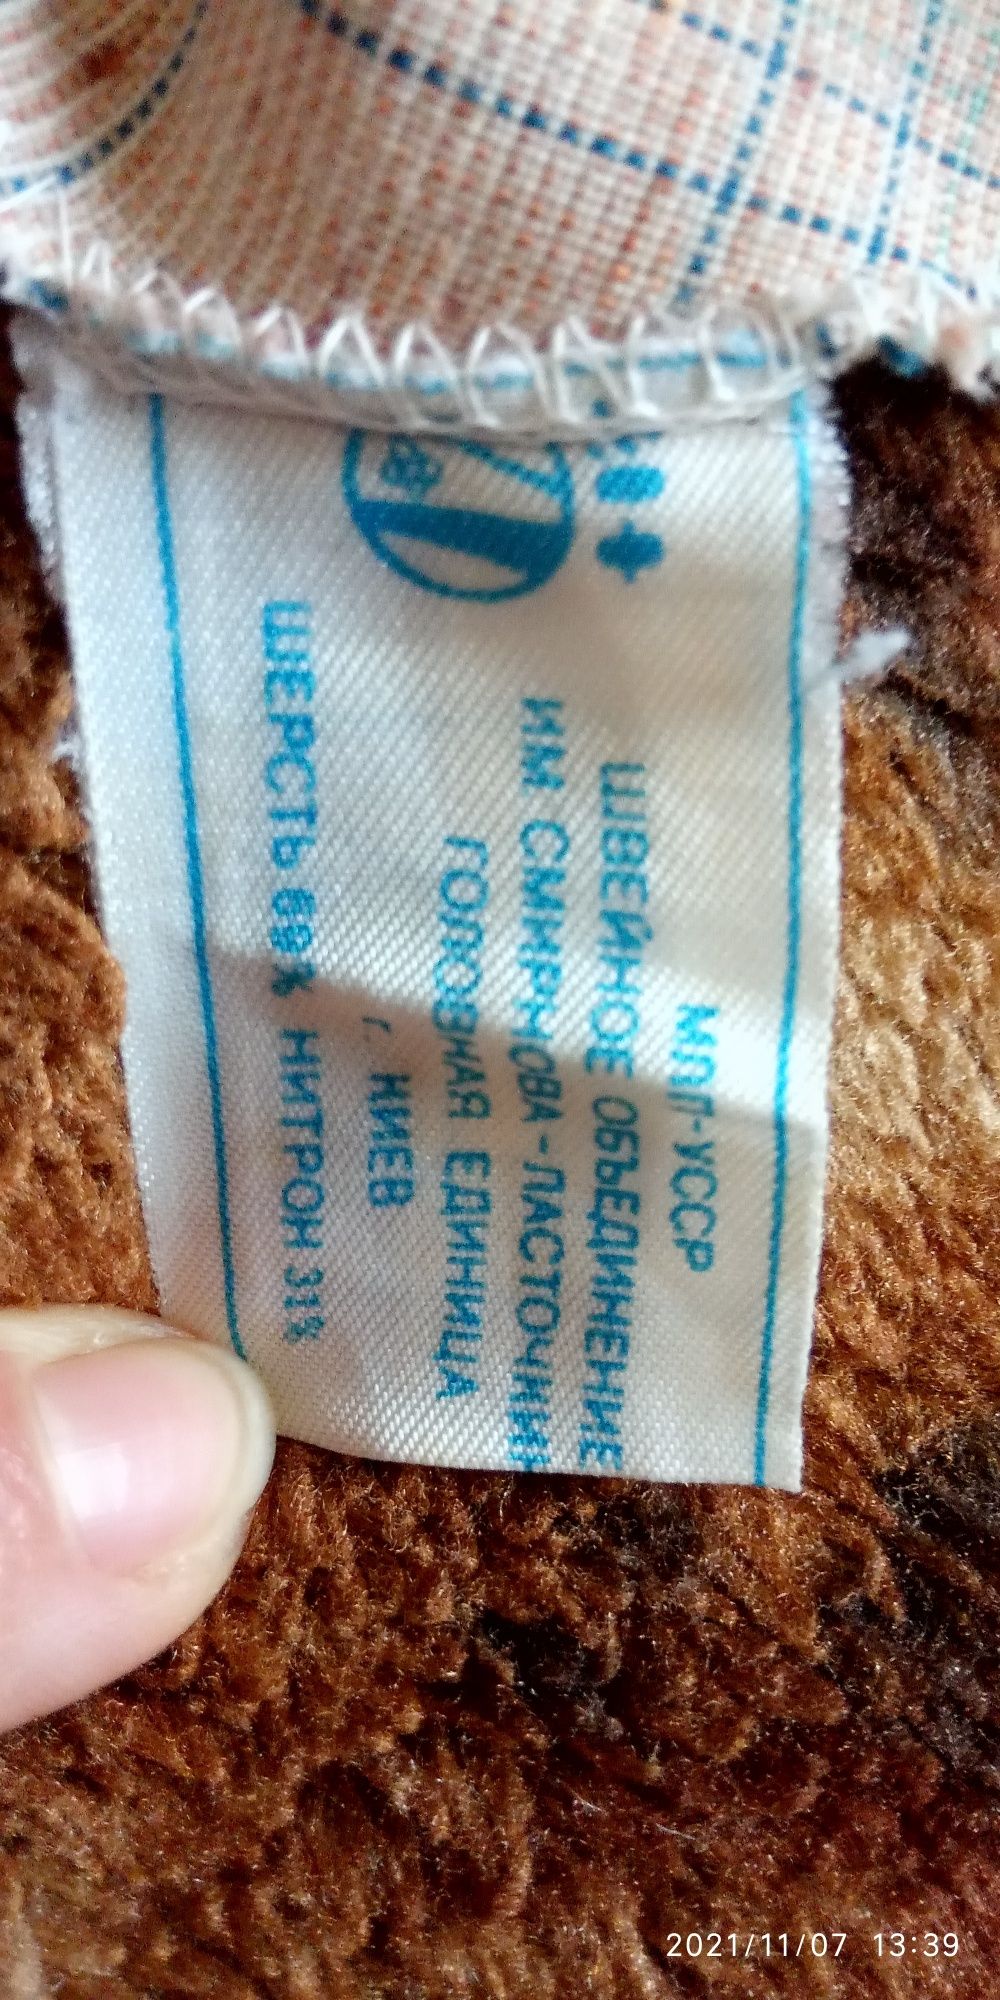 МЛП-УССР
ШВЕЙНОЕ ОБЪЕДИНЕНИЕ
ИМ СМИРНОВА-ЛАСТОЧКИН
ГОЛОВНАЯ ЕДИНИЦА
г. КИЕВ
ШЕРСТЬ 69% НИТРОН 31%
2021/11/07 13:39